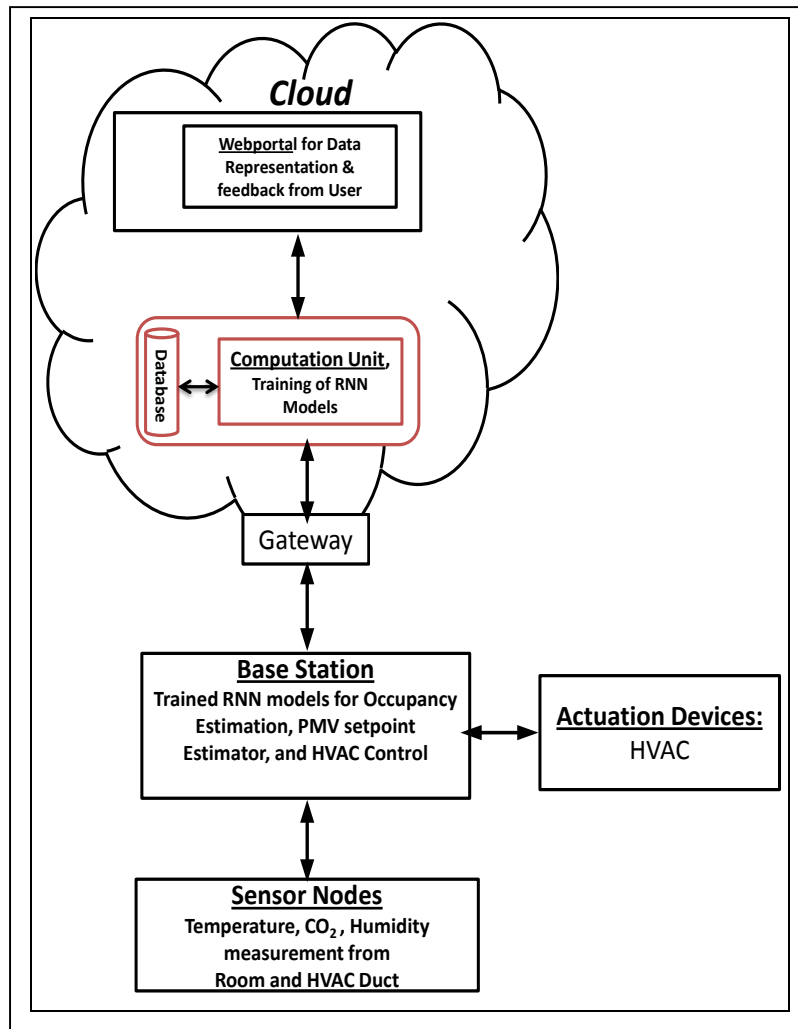 Cloud
Webportal for Data
Representation &
feedback from User
Database
Computation Unit,
Training of RNN
Models
Gateway
Base Station
Trained RNN models for Occupancy
Estimation, PMV setpoint
Estimator, and HVAC Control
Actuation Devices:
HVAC
Sensor Nodes
Temperature, CO₂ , Humidity
measurement from
Room and HVAC Duct